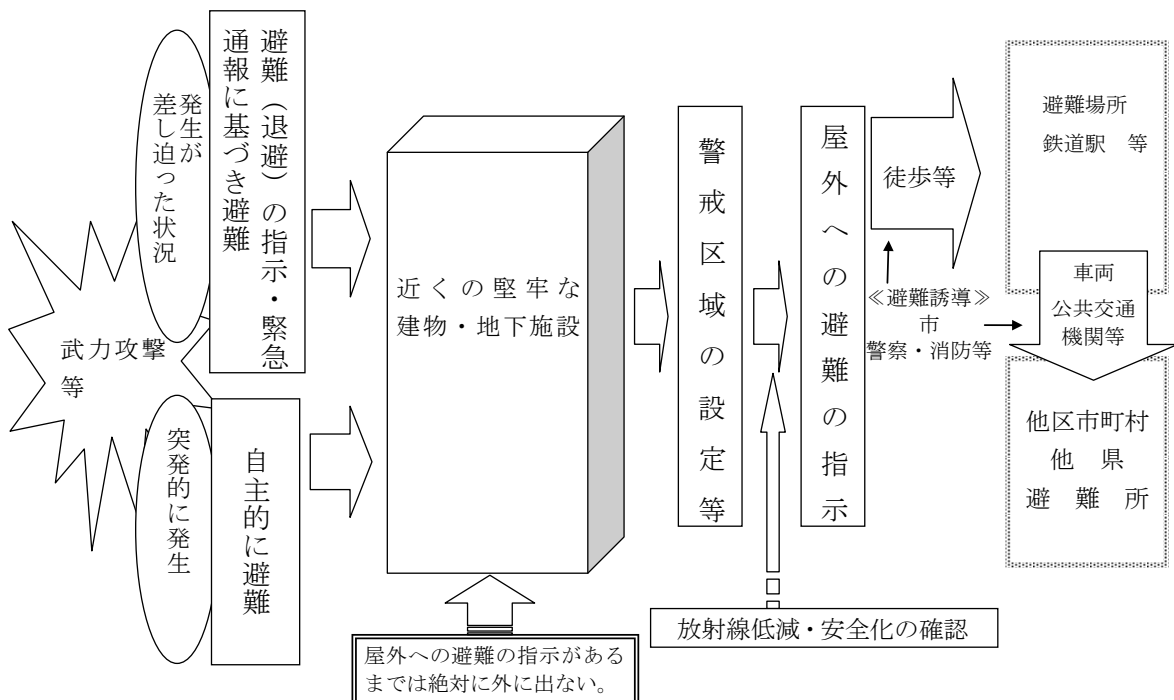 武力攻撃
等
発生が
差し迫った状況
避難（退避）の指示・緊急
通報に基づき避難
突発的に発生
自主的に避難
近くの堅牢な
建物・地下施設
屋外への避難の指示がある
までは絶対に外に出ない。
警戒区域の設定等
放射線低減・安全化の確認
屋外への避難の指示
徒歩等
≪避難誘導≫
市
警察・消防等
避難場所
鉄道駅　等
車両
公共交通
機関等
他区市町村
他　県
避　難　所